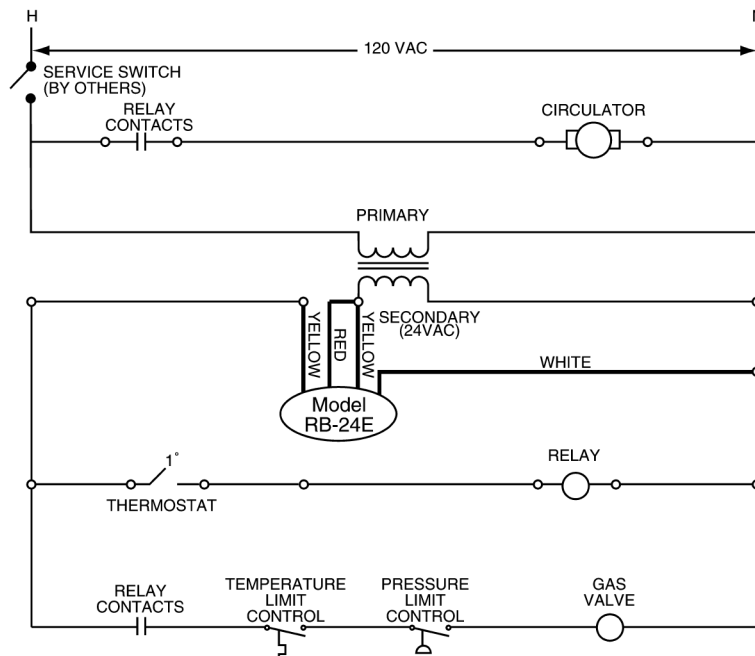 H
120 VAC
SERVICE SWITCH
(BY OTHERS)
RELAY
CONTACTS
CIRCULATOR
PRIMARY
SECONDARY
(24VAC)
YELLOW
RED
YELLOW
WHITE
Model
RB-24E
1°
THERMOSTAT
RELAY
RELAY
CONTACTS
TEMPERATURE
LIMIT
CONTROL
PRESSURE
LIMIT
CONTROL
GAS
VALVE